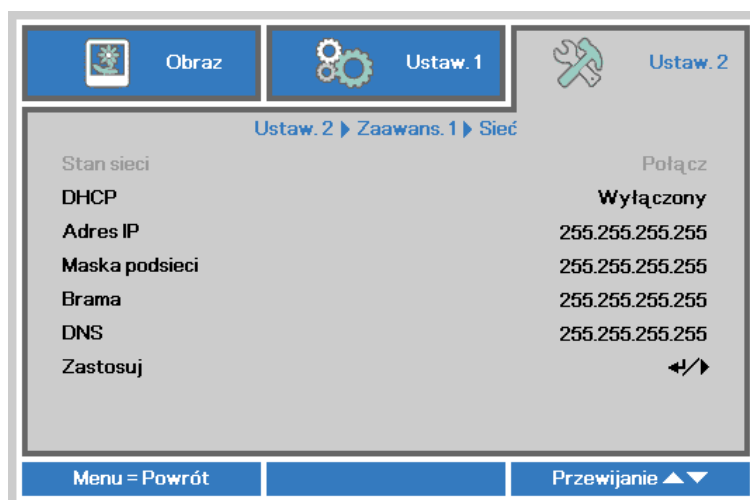 Obraz
Ustaw. 1
Ustaw. 2
Ustaw. 2 ▶ Zaawans. 1 ▶ Sieć
Stan sieci Połącz
DHCP Wyłączony
Adres IP 255.255.255.255
Maska podsieci 255.255.255.255
Brama 255.255.255.255
DNS 255.255.255.255
Zastosuj ↵/▶
Menu = Powrót
Przewijanie ▲▼